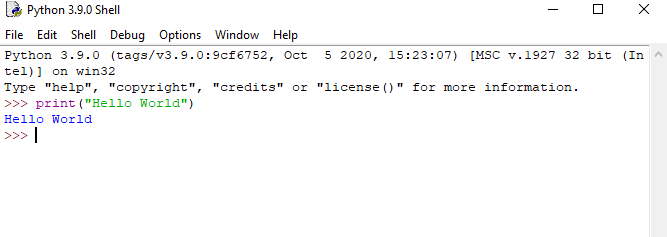 Python 3.9.0 Shell
File Edit Shell Debug Options Window Help
Python 3.9.0 (tags/v3.9.0:9cf6752, Oct  5 2020, 15:23:07) [MSC v.1927 32 bit (In
tel)] on win32
Type "help", "copyright", "credits" or "license()" for more information.
>>> print("Hello World")
Hello World
>>>